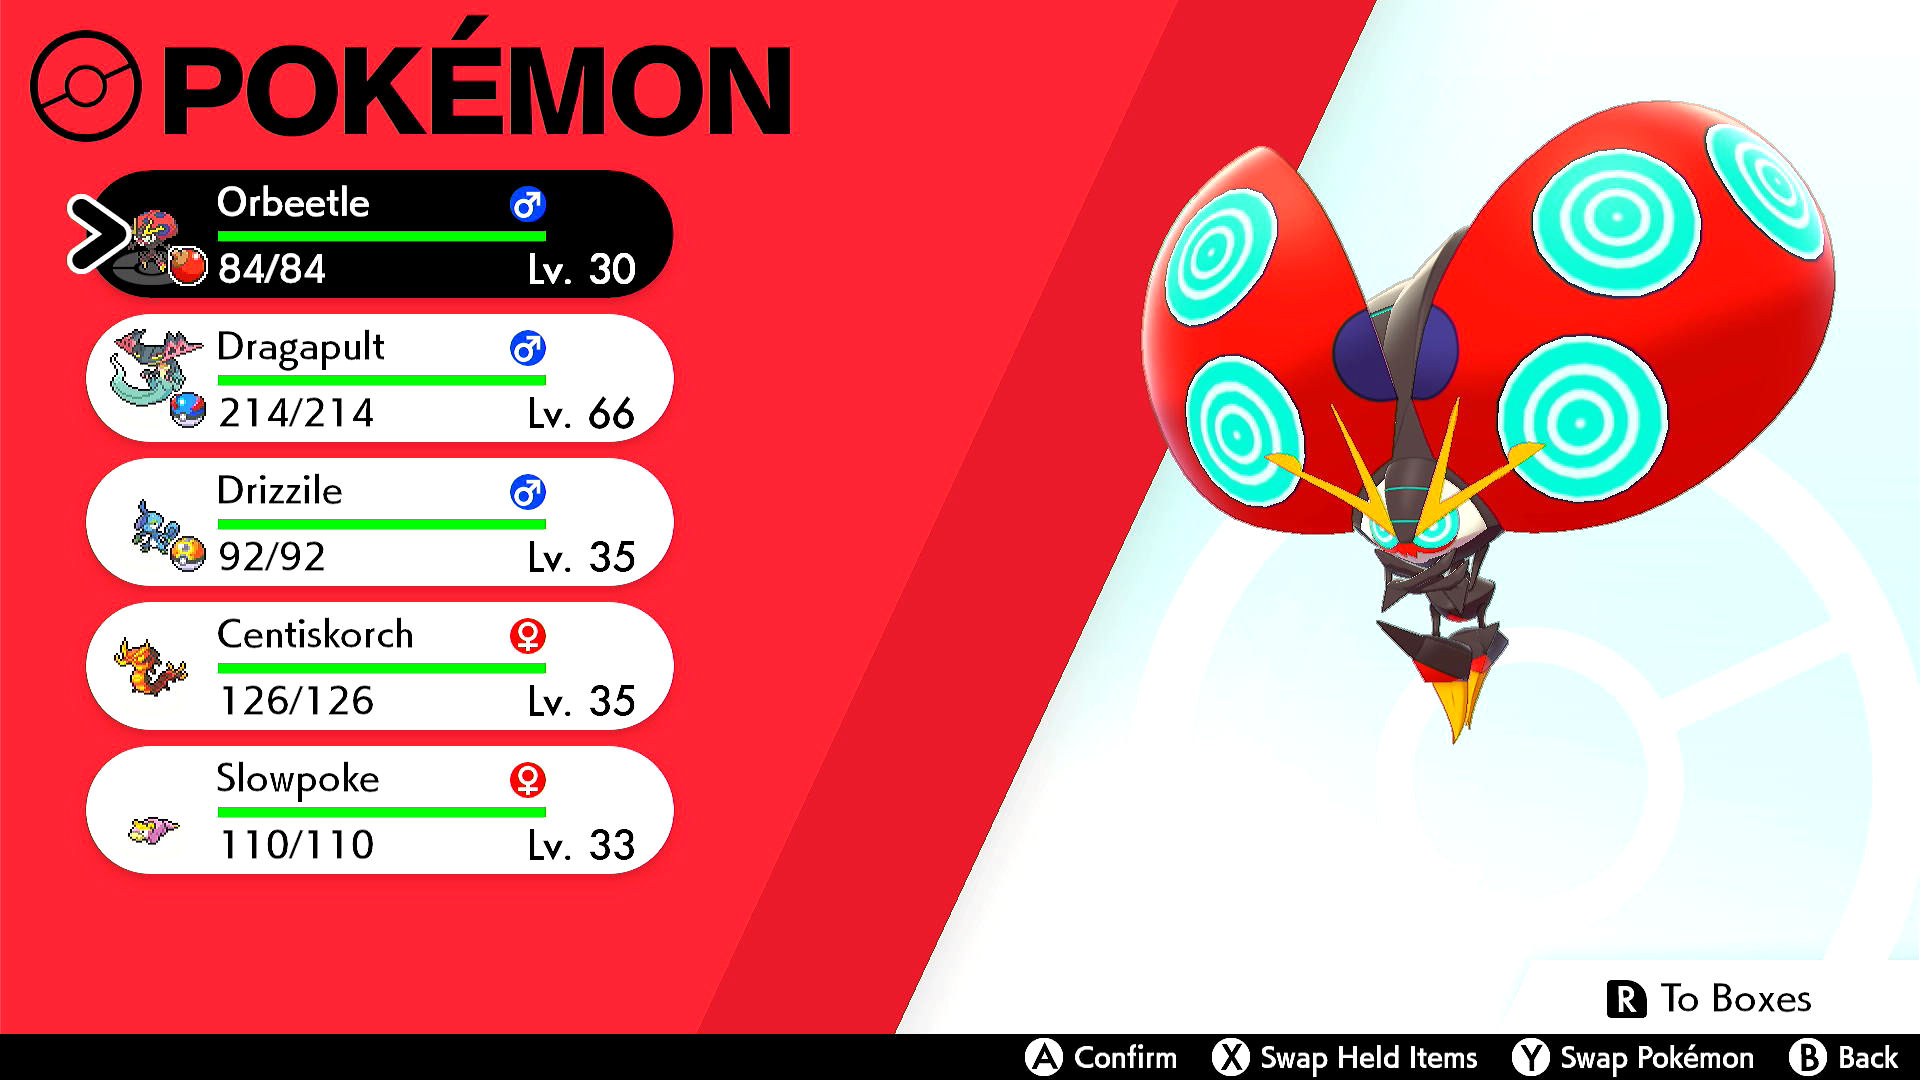 POKÉMON
Orbeetle ♂
84/84 Lv. 30
Dragapult ♂
214/214 Lv. 66
Drizzile ♂
92/92 Lv. 35
Centiskorch ♀
126/126 Lv. 35
Slowpoke ♀
110/110 Lv. 33
R To Boxes
A Confirm X Swap Held Items Y Swap Pokémon B Back